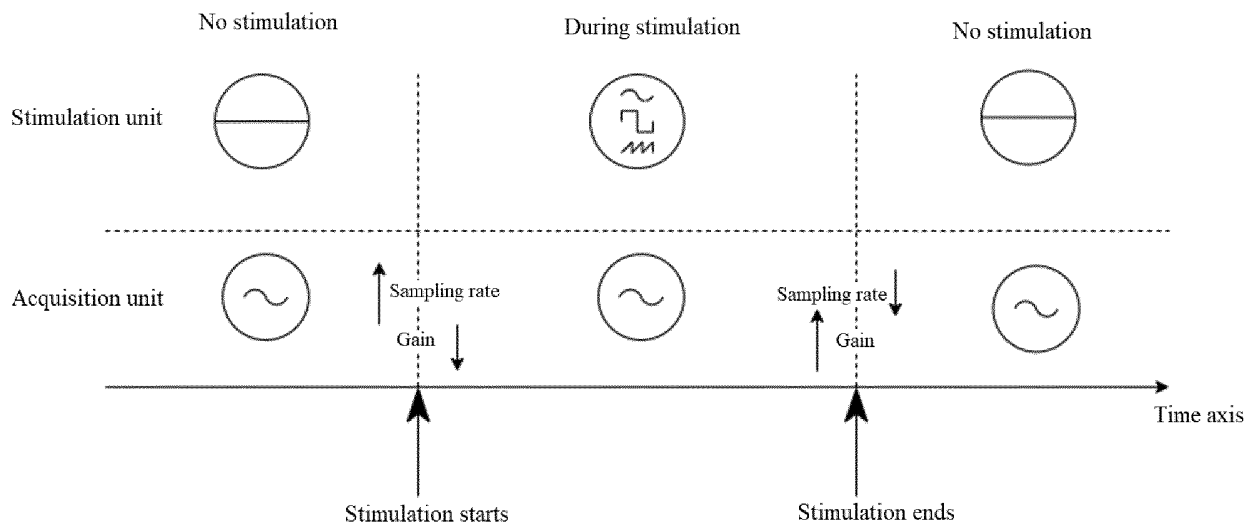 No stimulation
During stimulation
No stimulation
Stimulation unit
Acquisition unit
Sampling rate
Gain
Sampling rate
Gain
Time axis
Stimulation starts
Stimulation ends